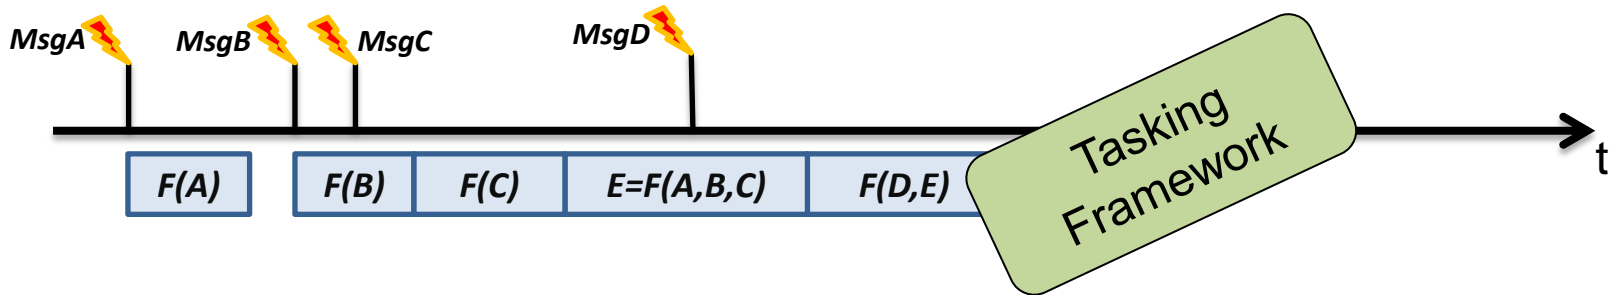 MsgA
MsgB
MsgC
MsgD
t
F(A)
F(B)
F(C)
E=F(A,B,C)
F(D,E)
Tasking
Framework